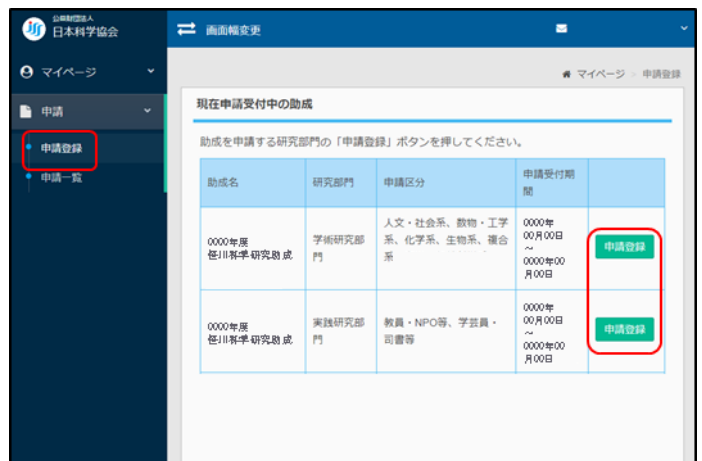 公益財団法人
日本科学協会
画面幅変更
マイページ
マイページ > 申請登録
申請
申請登録
申請一覧
現在申請受付中の助成
助成を申請する研究部門の「申請登録」ボタンを押してください。
助成名
研究部門
申請区分
申請受付期
間
0000年度
笹川科学研究助成
学術研究部
門
人文・社会系、数物・工学
系、化学系、生物系、複合
系
0000年
00月00日
～
0000年00
月00日
申請登録
0000年度
笹川科学研究助成
実践研究部
門
教員・NPO等、学芸員・
司書等
0000年
00月00日
～
0000年00
月00日
申請登録